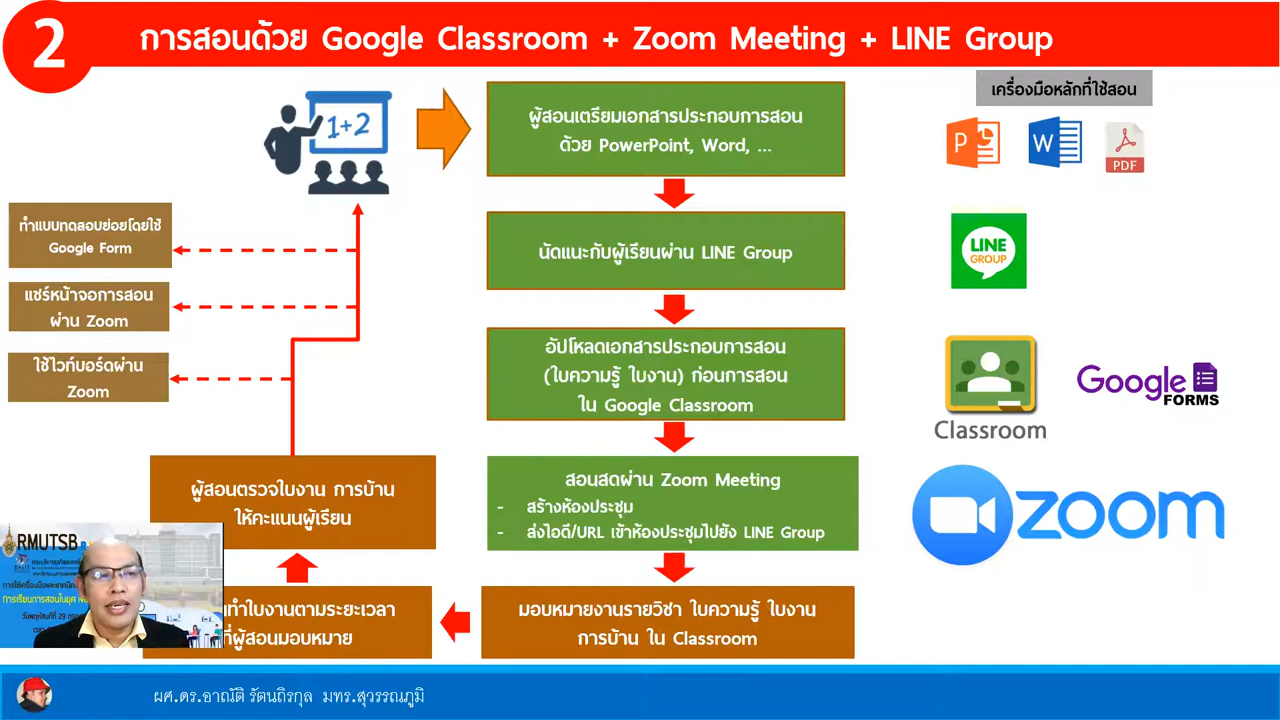 2
การสอนด้วย Google Classroom + Zoom Meeting + LINE Group
เครื่องมือหลักที่ใช้สอน
1+2
ผู้สอนเตรียมเอกสารประกอบการสอน
ด้วย PowerPoint, Word, ...
P
W
PDF
ทำแบบทดสอบย่อยโดยใช้
Google Form
นัดแนะกับผู้เรียนผ่าน LINE Group
LINE
GROUP
แชร์หน้าจอการสอน
ผ่าน Zoom
ใช้ไวท์บอร์ดผ่าน
Zoom
อัปโหลดเอกสารประกอบการสอน
(ใบความรู้ ใบงาน) ก่อนการสอน
ใน Google Classroom
Classroom
Google
FORMS
สอนสดผ่าน Zoom Meeting
- สร้างห้องประชุม
- ส่งไอดี/URL เข้าห้องประชุมไปยัง LINE Group
zoom
ผู้สอนตรวจใบงาน การบ้าน
ให้คะแนนผู้เรียน
RMUTSB
ทำใบงานตามระยะเวลา
ที่ผู้สอนมอบหมาย
มอบหมายงานรายวิชา ใบความรู้ ใบงาน
การบ้าน ใน Classroom
ผศ.ดร.อาณัติ รัตนถิรกุล มทร.สุวรรณภูมิ